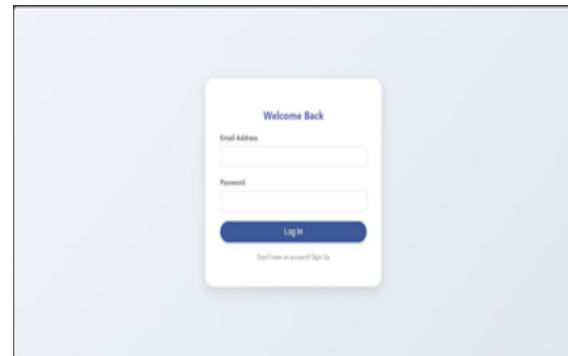 Welcome Back
Email Address
Password
Log In
Don't have an account? Sign Up